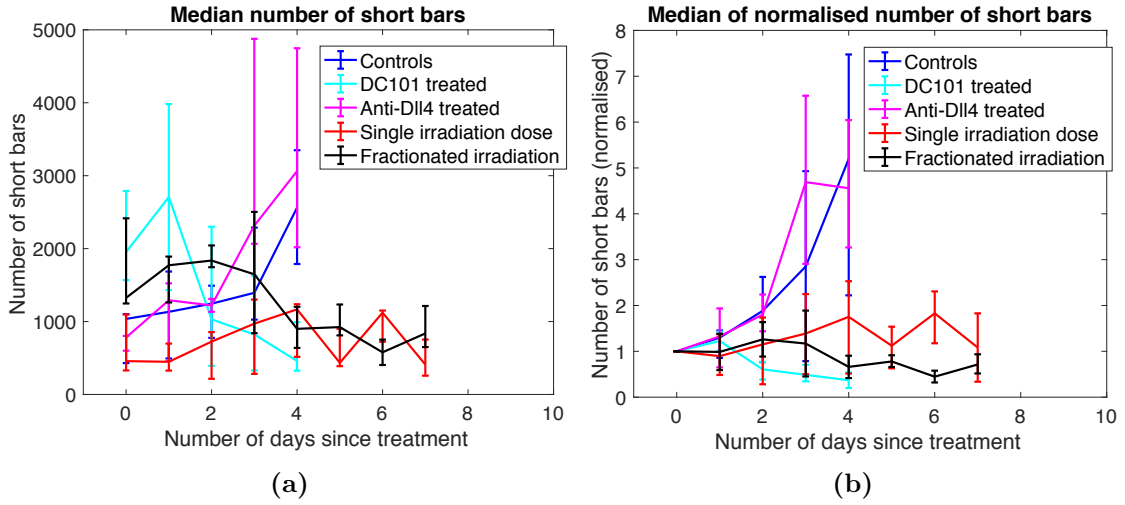 Median number of short bars
5000
4000
3000
2000
1000
0
0
2
4
6
8
10
Number of short bars
Number of days since treatment
Controls
DC101 treated
Anti-Dll4 treated
Single irradiation dose
Fractionated irradiation
(a)
Median of normalised number of short bars
8
7
6
5
4
3
2
1
0
0
2
4
6
8
10
Number of short bars (normalised)
Number of days since treatment
Controls
DC101 treated
Anti-Dll4 treated
Single irradiation dose
Fractionated irradiation
(b)